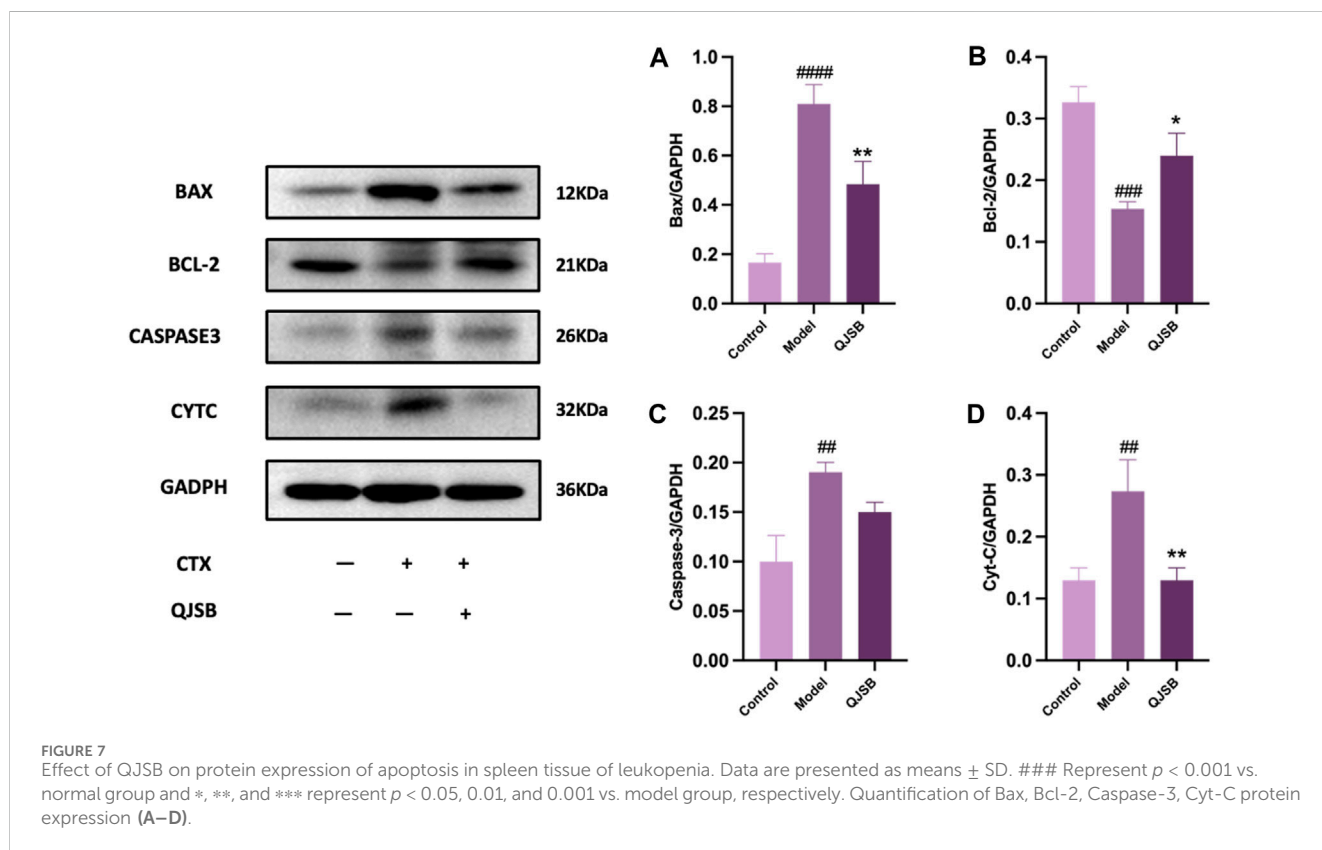 BAX
12KDa
BCL-2
21KDa
CASPASE3
26KDa
CYTC
32KDa
GADPH
36KDa
CTX — + +
QJSB — — +
A
Bax/GAPDH
1.0
0.8
0.6
0.4
0.2
0.0
####
**
Control
Model
QJSB
B
Bcl-2/GAPDH
0.4
0.3
0.2
0.1
0.0
###
*
Control
Model
QJSB
C
Caspase-3/GAPDH
0.25
0.20
0.15
0.10
0.05
0.00
##
Control
Model
QJSB
D
Cyt-C/GAPDH
0.4
0.3
0.2
0.1
0.0
##
**
Control
Model
QJSB
FIGURE 7
Effect of QJSB on protein expression of apoptosis in spleen tissue of leukopenia. Data are presented as means ± SD. ### Represent p < 0.001 vs.
normal group and *, **, and *** represent p < 0.05, 0.01, and 0.001 vs. model group, respectively. Quantification of Bax, Bcl-2, Caspase-3, Cyt-C protein
expression (A–D).